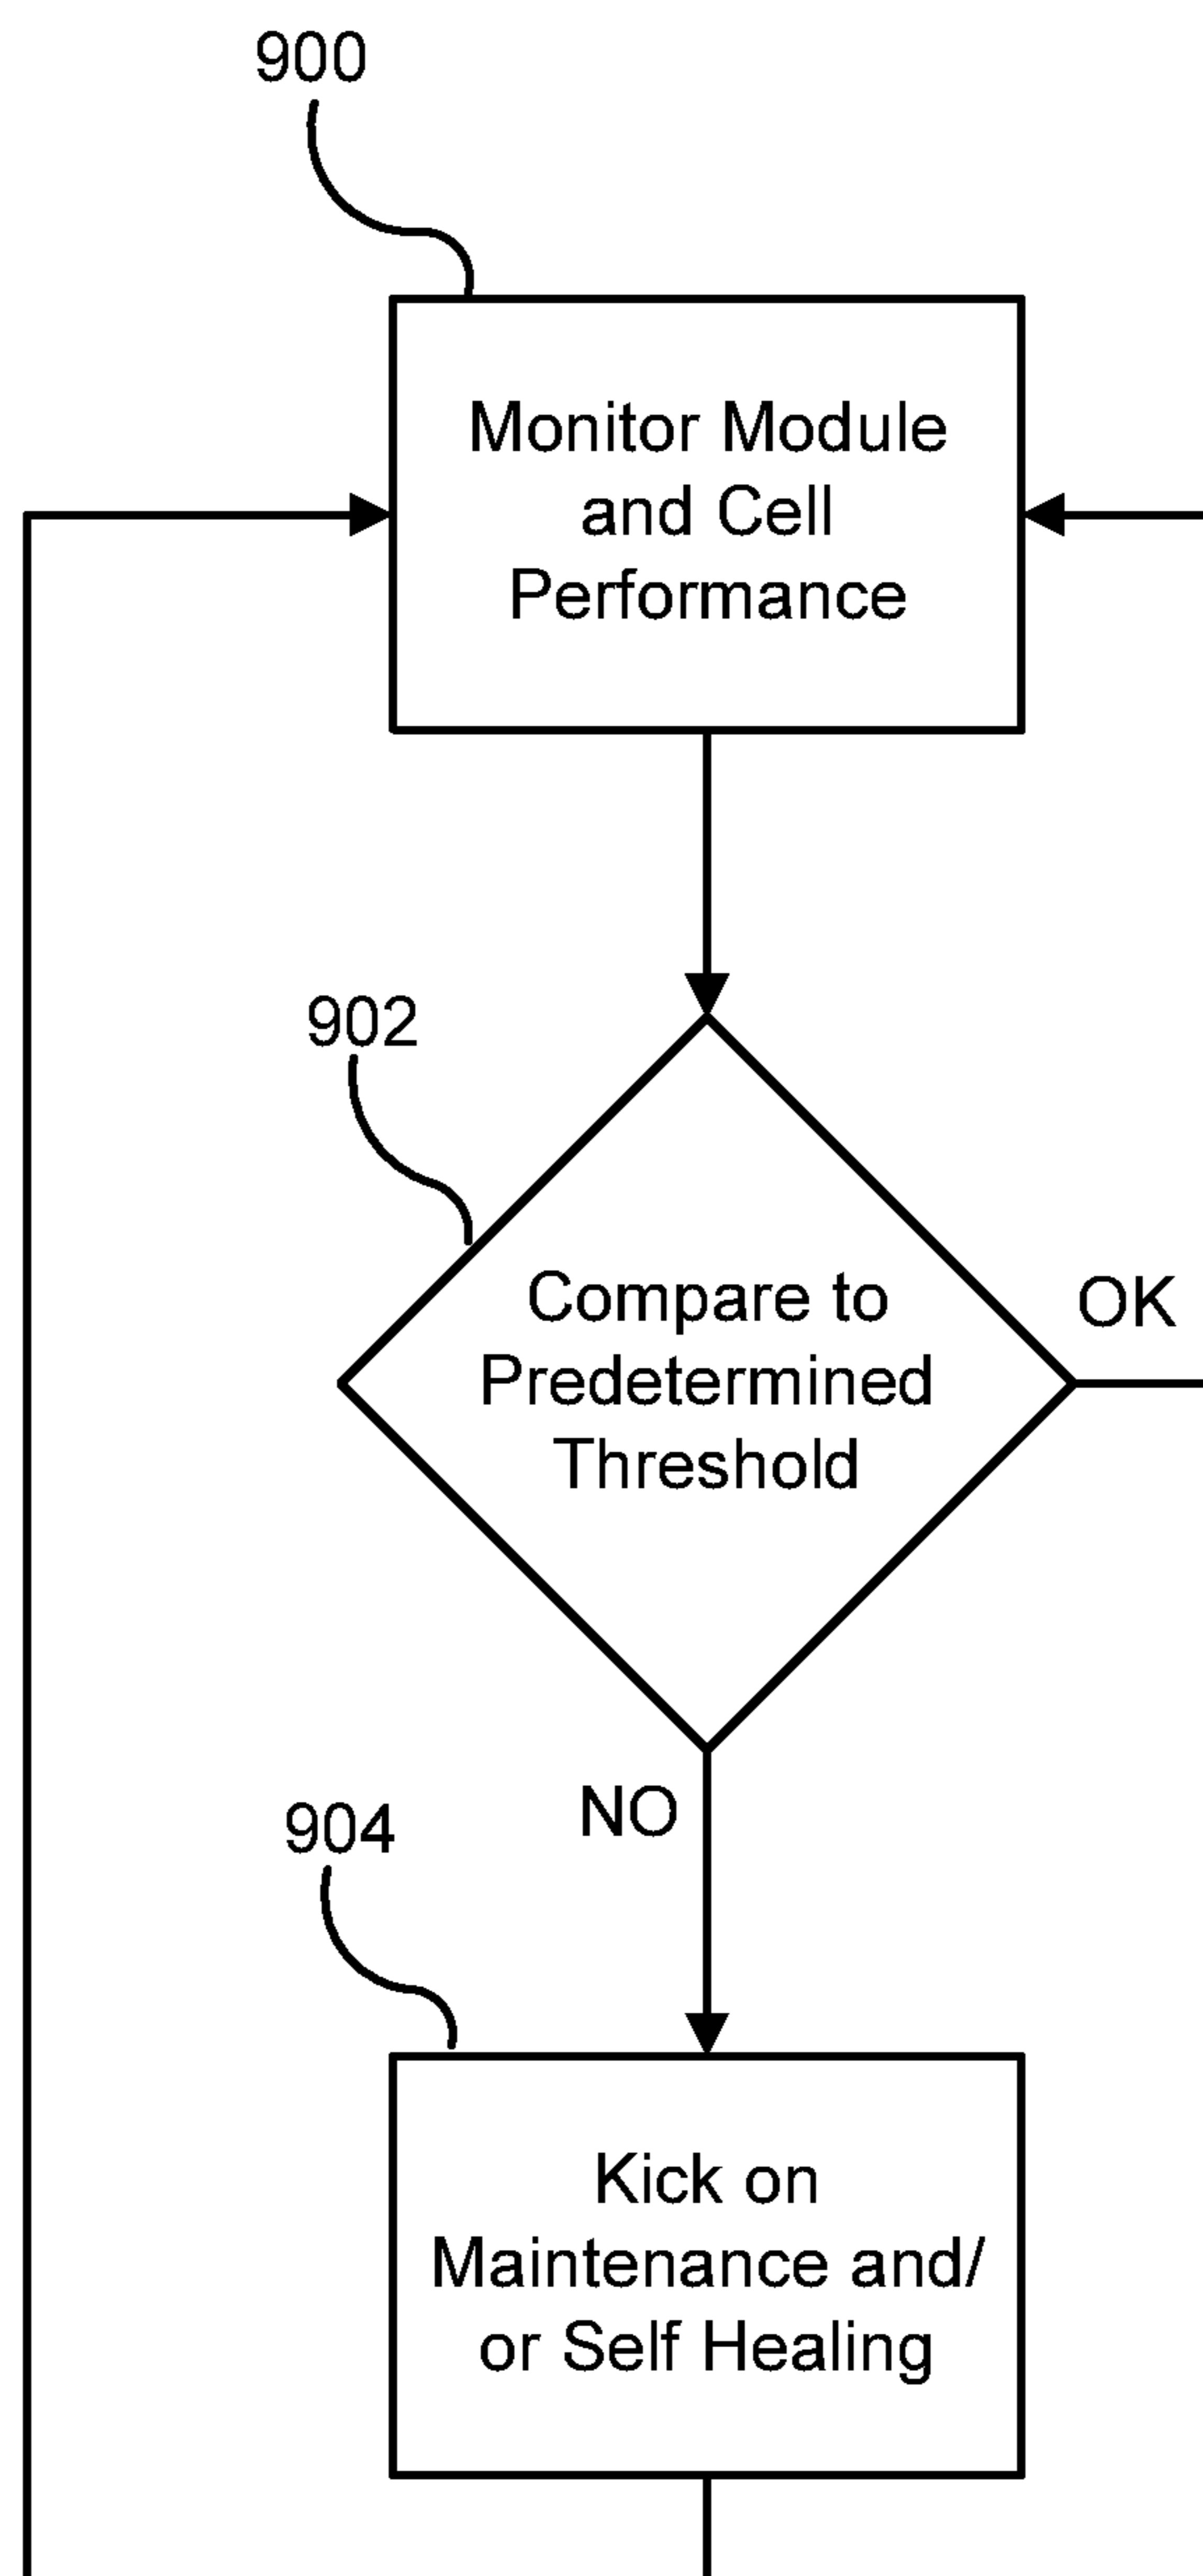 900
Monitor Module
and Cell
Performance
902
Compare to
Predetermined
Threshold
OK
NO
904
Kick on
Maintenance and/
or Self Healing